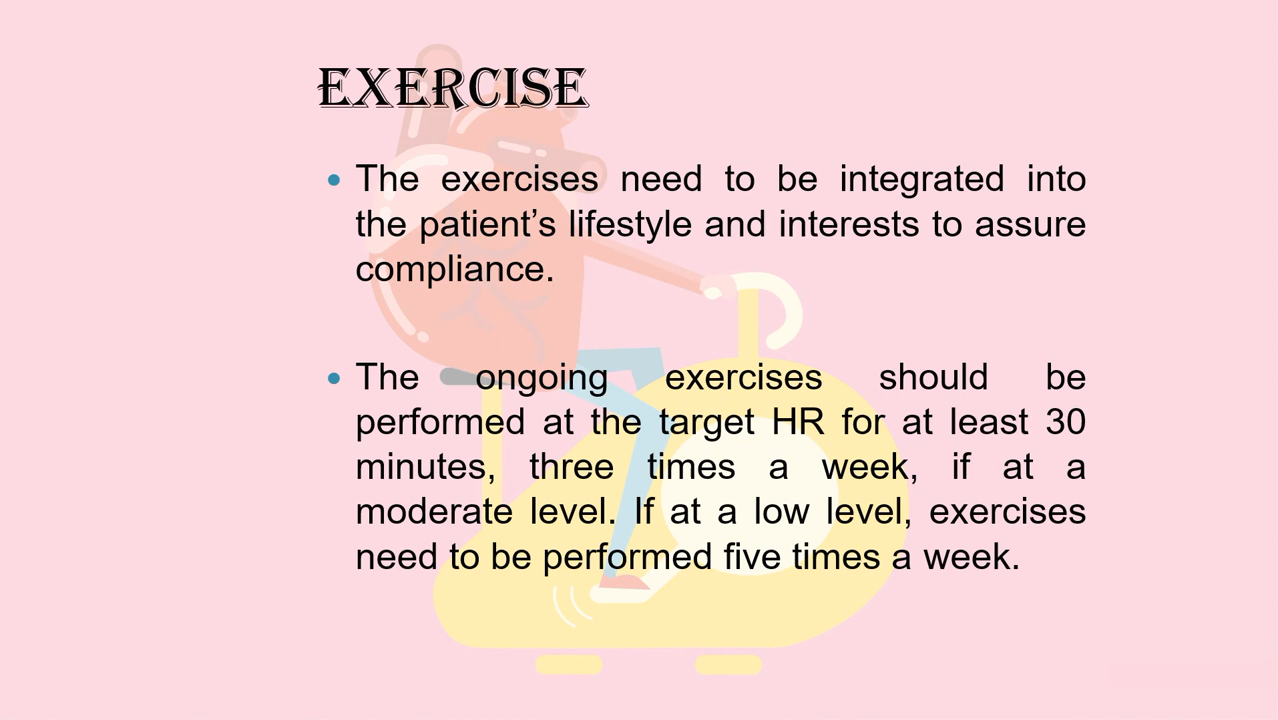 EXERCISE
• The exercises need to be integrated into
the patient’s lifestyle and interests to assure
compliance.
• The ongoing exercises should be
performed at the target HR for at least 30
minutes, three times a week, if at a
moderate level. If at a low level, exercises
need to be performed five times a week.